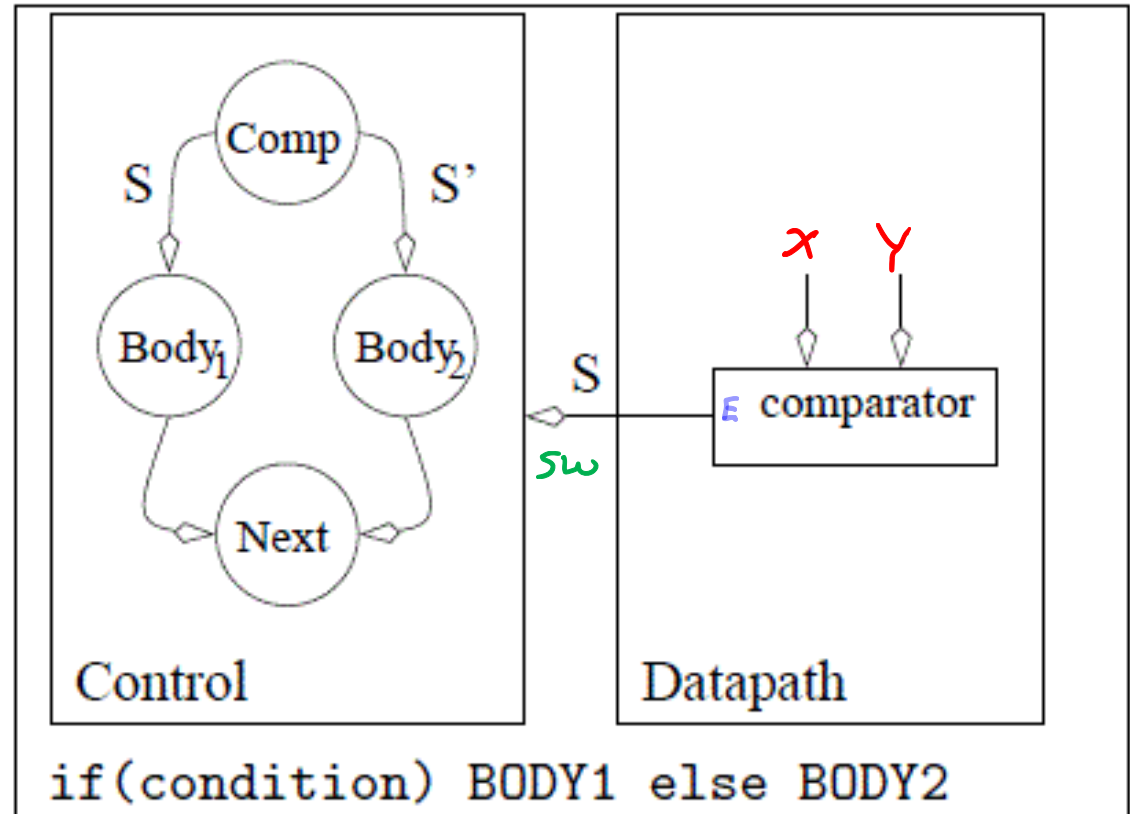 Comp
S
S’
X Y
Body1
Body2
S
E comparator
sw
Next
Control
Datapath
if(condition) BODY1 else BODY2